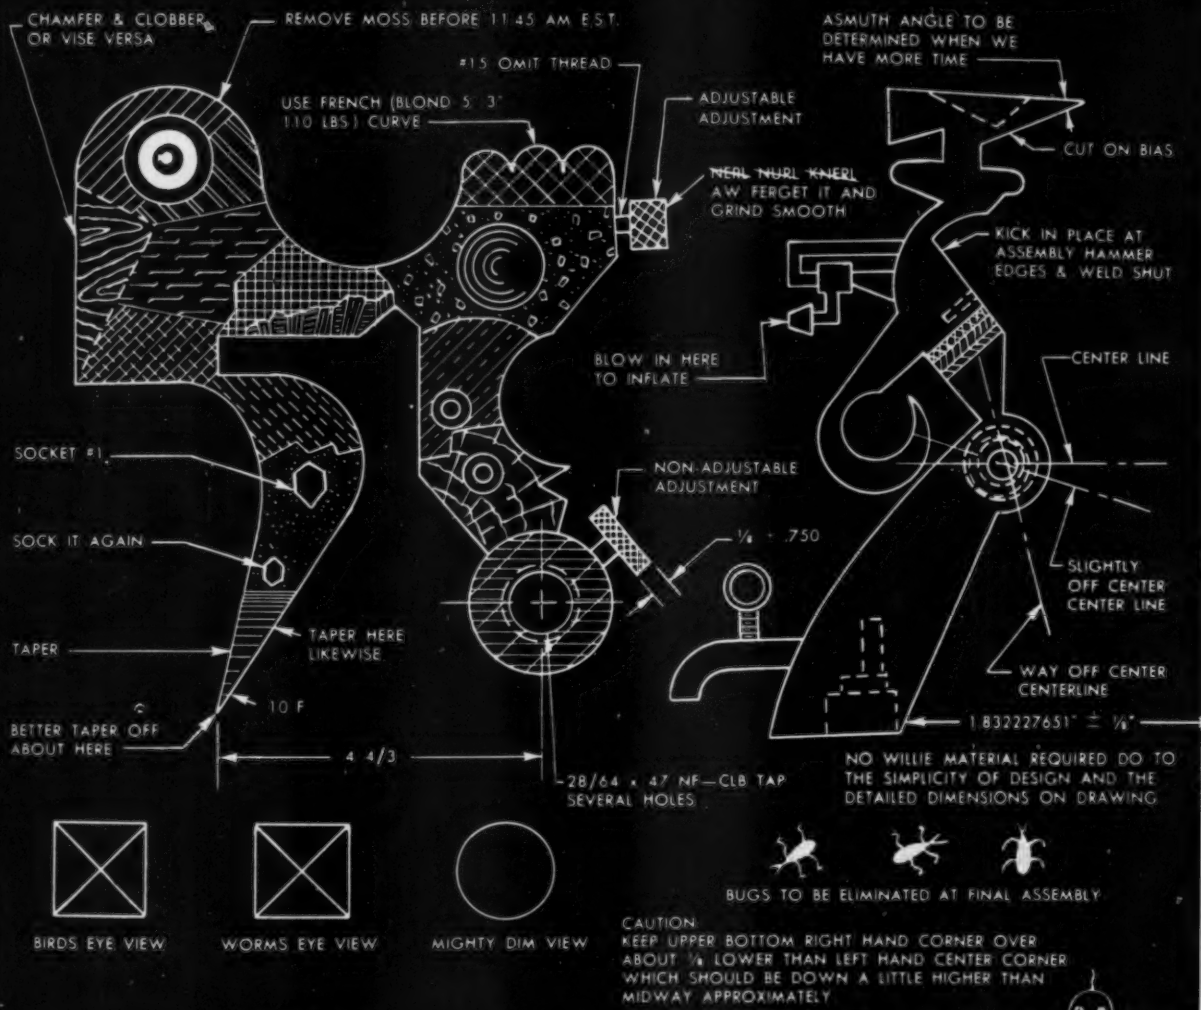 CHAMFER & CLOBBER
OR VISE VERSA
REMOVE MOSS BEFORE 11:45 AM E.S.T.
#15 OMIT THREAD
USE FRENCH (BLOND 5' 3"
110 LBS) CURVE
ADJUSTABLE
ADJUSTMENT
NERL NURL KNERL
AW FERGET IT AND
GRIND SMOOTH
ASMUTH ANGLE TO BE
DETERMINED WHEN WE
HAVE MORE TIME
CUT ON BIAS
KICK IN PLACE AT
ASSEMBLY HAMMER
EDGES & WELD SHUT
BLOW IN HERE
TO INFLATE
CENTER LINE
SOCKET #1
SOCK IT AGAIN
NON-ADJUSTABLE
ADJUSTMENT
.750
SLIGHTLY
OFF CENTER
CENTER LINE
TAPER
TAPER HERE
LIKEWISE
WAY OFF CENTER
CENTERLINE
10 F
BETTER TAPER OFF
ABOUT HERE
4 4/3
1.832227651" ± ⅛"
28/64 x 47 NF—CLB TAP
SEVERAL HOLES
NO WILLIE MATERIAL REQUIRED DO TO
THE SIMPLICITY OF DESIGN AND THE
DETAILED DIMENSIONS ON DRAWING
BUGS TO BE ELIMINATED AT FINAL ASSEMBLY
BIRDS EYE VIEW
WORMS EYE VIEW
MIGHTY DIM VIEW
CAUTION
KEEP UPPER BOTTOM RIGHT HAND CORNER OVER
ABOUT ⅛ LOWER THAN LEFT HAND CENTER CORNER
WHICH SHOULD BE DOWN A LITTLE HIGHER THAN
MIDWAY APPROXIMATELY